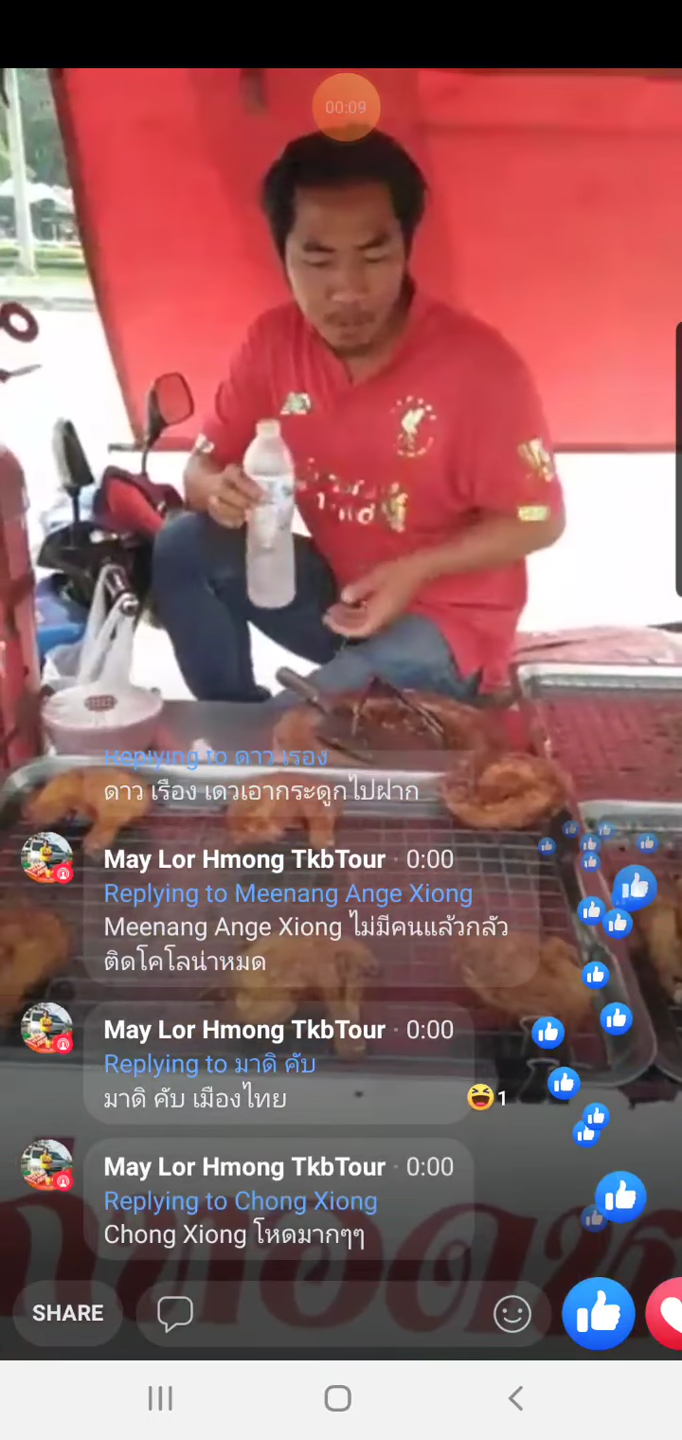 00:09
Replying to ดาว เรือง
ดาว เรือง เดวเอากระดูกไปฝาก
May Lor Hmong TkbTour · 0:00
Replying to Meenang Ange Xiong
Meenang Ange Xiong ไม่มีคนแล้วกลัว
ติดโคโลน่าหมด
May Lor Hmong TkbTour · 0:00
Replying to มาดิ คับ
มาดิ คับ เมืองไทย
1
May Lor Hmong TkbTour · 0:00
Replying to Chong Xiong
Chong Xiong โหดมากๆๆ
SHARE